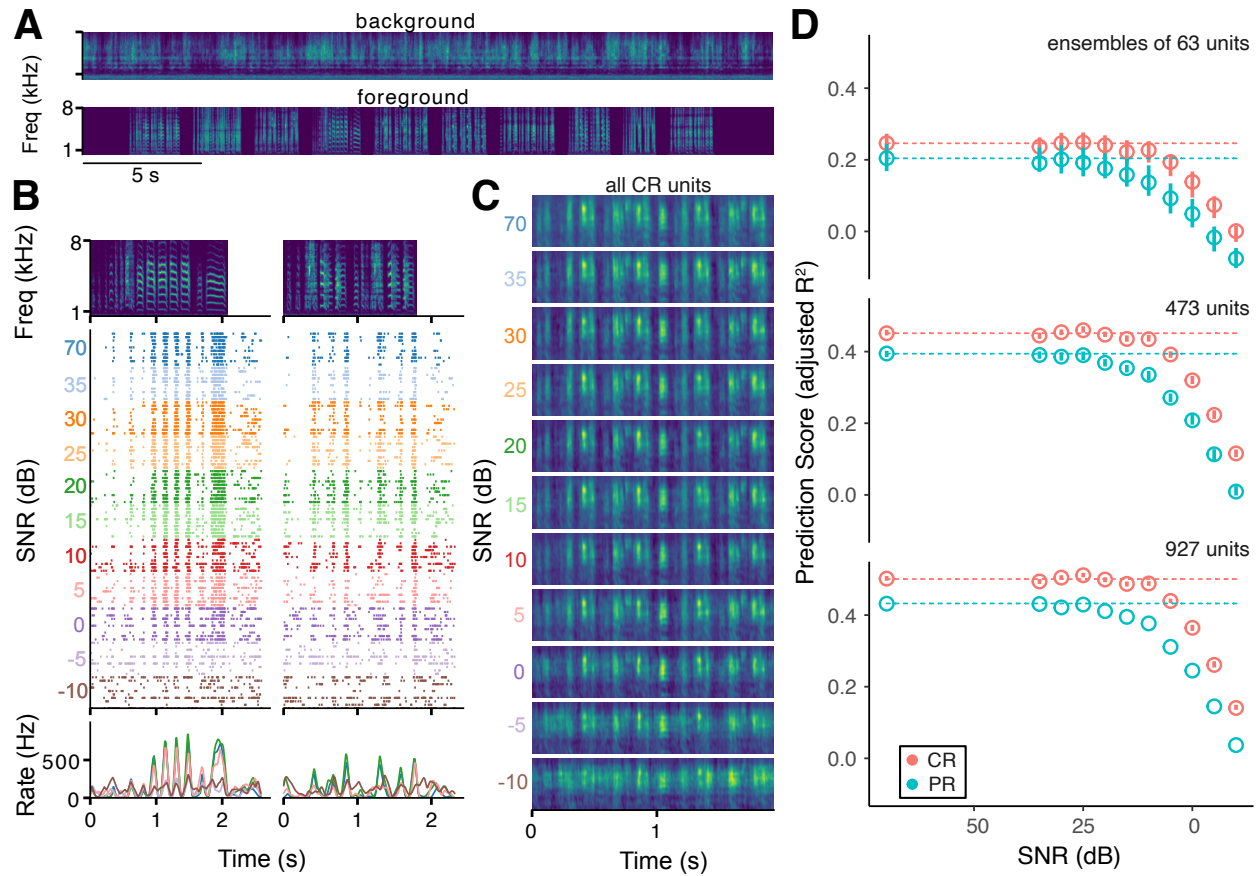 A
background
Freq (kHz)
foreground
8
1
5 s
B
Freq (kHz)
8
1
SNR (dB)
70
35
30
25
20
15
10
5
0
-5
-10
Rate (Hz)
500
0
0 1 2 0 1 2
Time (s)
C
all CR units
SNR (dB)
70
35
30
25
20
15
10
5
0
-5
-10
0 1
Time (s)
D
Prediction Score (adjusted R²)
ensembles of 63 units
0.4
0.2
0.0
473 units
0.4
0.2
0.0
927 units
0.4
0.2
0.0
CR
PR
50 25 0
SNR (dB)